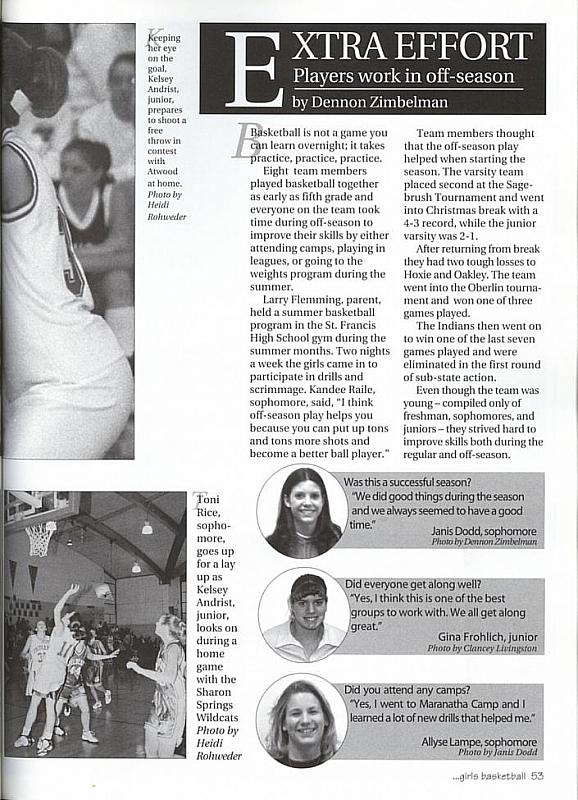 Keeping
her eye
on the
goal,
Kelsey
Andrist,
junior,
prepares
to shoot a
free
throw in
contest
with
Atwood
at home.
Photo by
Heidi
Rohweder
EXTRA EFFORT
Players work in off-season
by Dennon Zimbelman
Basketball is not a game you
can learn overnight; it takes
practice, practice, practice.
Eight team members
played basketball together
as early as fifth grade and
everyone on the team took
time during off-season to
improve their skills by either
attending camps, playing in
leagues, or going to the
weights program during the
summer.
Larry Flemming, parent,
held a summer basketball
program in the St. Francis
High School gym during the
summer months. Two nights
a week the girls came in to
participate in drills and
scrimmage. Kandee Raile,
sophomore, said, "I think
off-season play helps you
because you can put up tons
and tons more shots and
become a better ball player."
Team members thought
that the off-season play
helped when starting the
season. The varsity team
placed second at the Sage-
brush Tournament and went
into Christmas break with a
4-3 record, while the junior
varsity was 2-1.
After returning from break
they had two tough losses to
Hoxie and Oakley. The team
went into the Oberlin tourna-
ment and won one of three
games played.
The Indians then went on
to win one of the last seven
games played and were
eliminated in the first round
of sub-state action.
Even though the team was
young – compiled only of
freshman, sophomores, and
juniors – they strived hard to
improve skills both during the
regular and off-season.
Toni
Rice,
sopho-
more,
goes up
for a lay
up as
Kelsey
Andrist,
junior,
looks on
during a
home
game
with the
Sharon
Springs
Wildcats
Photo by
Heidi
Rohweder
Was this a successful season?
"We did good things during the season
and we always seemed to have a good
time."
Janis Dodd, sophomore
Photo by Dennon Zimbelman
Did everyone get along well?
"Yes, I think this is one of the best
groups to work with. We all get along
great."
Gina Frohlich, junior
Photo by Clancey Livingston
Did you attend any camps?
"Yes, I went to Maranatha Camp and I
learned a lot of new drills that helped me."
Allyse Lampe, sophomore
Photo by Janis Dodd
...girls basketball 53